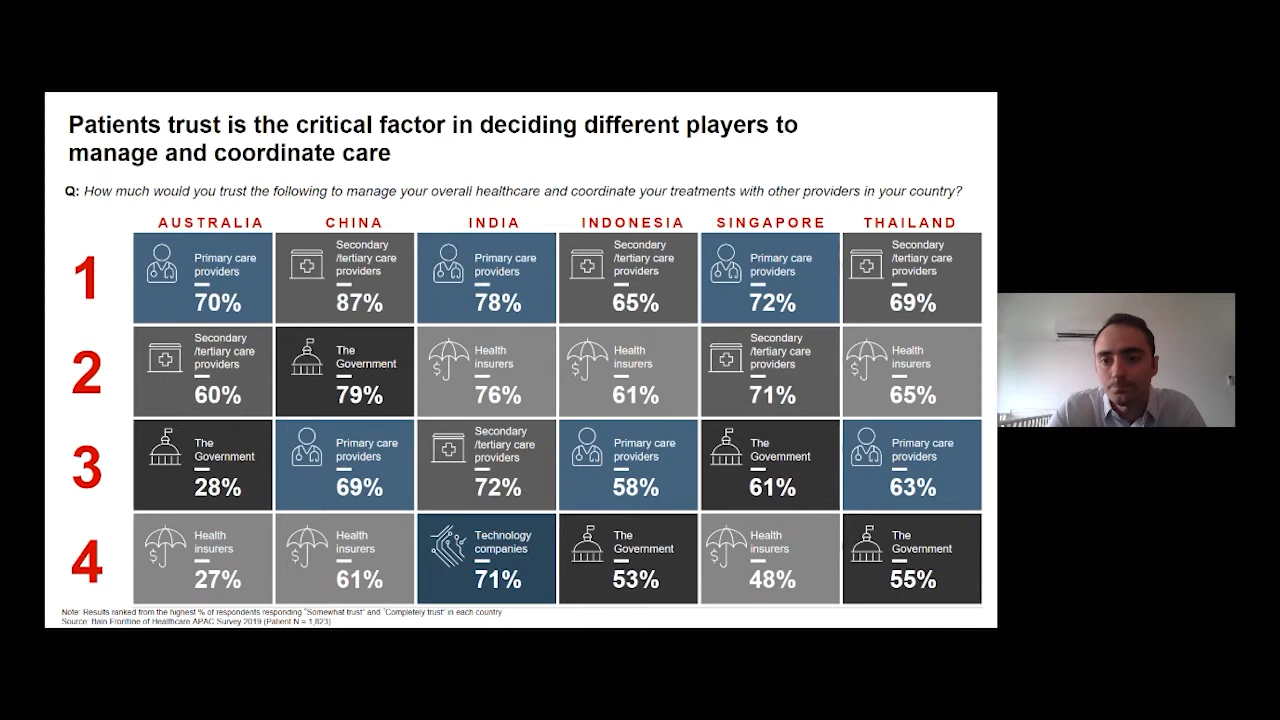 Patients trust is the critical factor in deciding different players to
manage and coordinate care
Q: How much would you trust the following to manage your overall healthcare and coordinate your treatments with other providers in your country?
AUSTRALIA CHINA INDIA INDONESIA SINGAPORE THAILAND
1
Primary care
providers
70%
Secondary
/tertiary care
providers
87%
Primary care
providers
78%
Secondary
/tertiary care
providers
65%
Primary care
providers
72%
Secondary
/tertiary care
providers
69%
2
Secondary
/tertiary care
providers
60%
The
Government
79%
Health
insurers
76%
Health
insurers
61%
Secondary
/tertiary care
providers
71%
Health
insurers
65%
3
The
Government
28%
Primary care
providers
69%
Secondary
/tertiary care
providers
72%
Primary care
providers
58%
The
Government
61%
Primary care
providers
63%
4
Health
insurers
27%
Health
insurers
61%
Technology
companies
71%
The
Government
53%
Health
insurers
48%
The
Government
55%
Note: Results ranked from the highest % of respondents responding "Somewhat trust" and "Completely trust" in each country
Source: Bain Frontline of Healthcare APAC Survey 2019 (Patient N = 1,823)